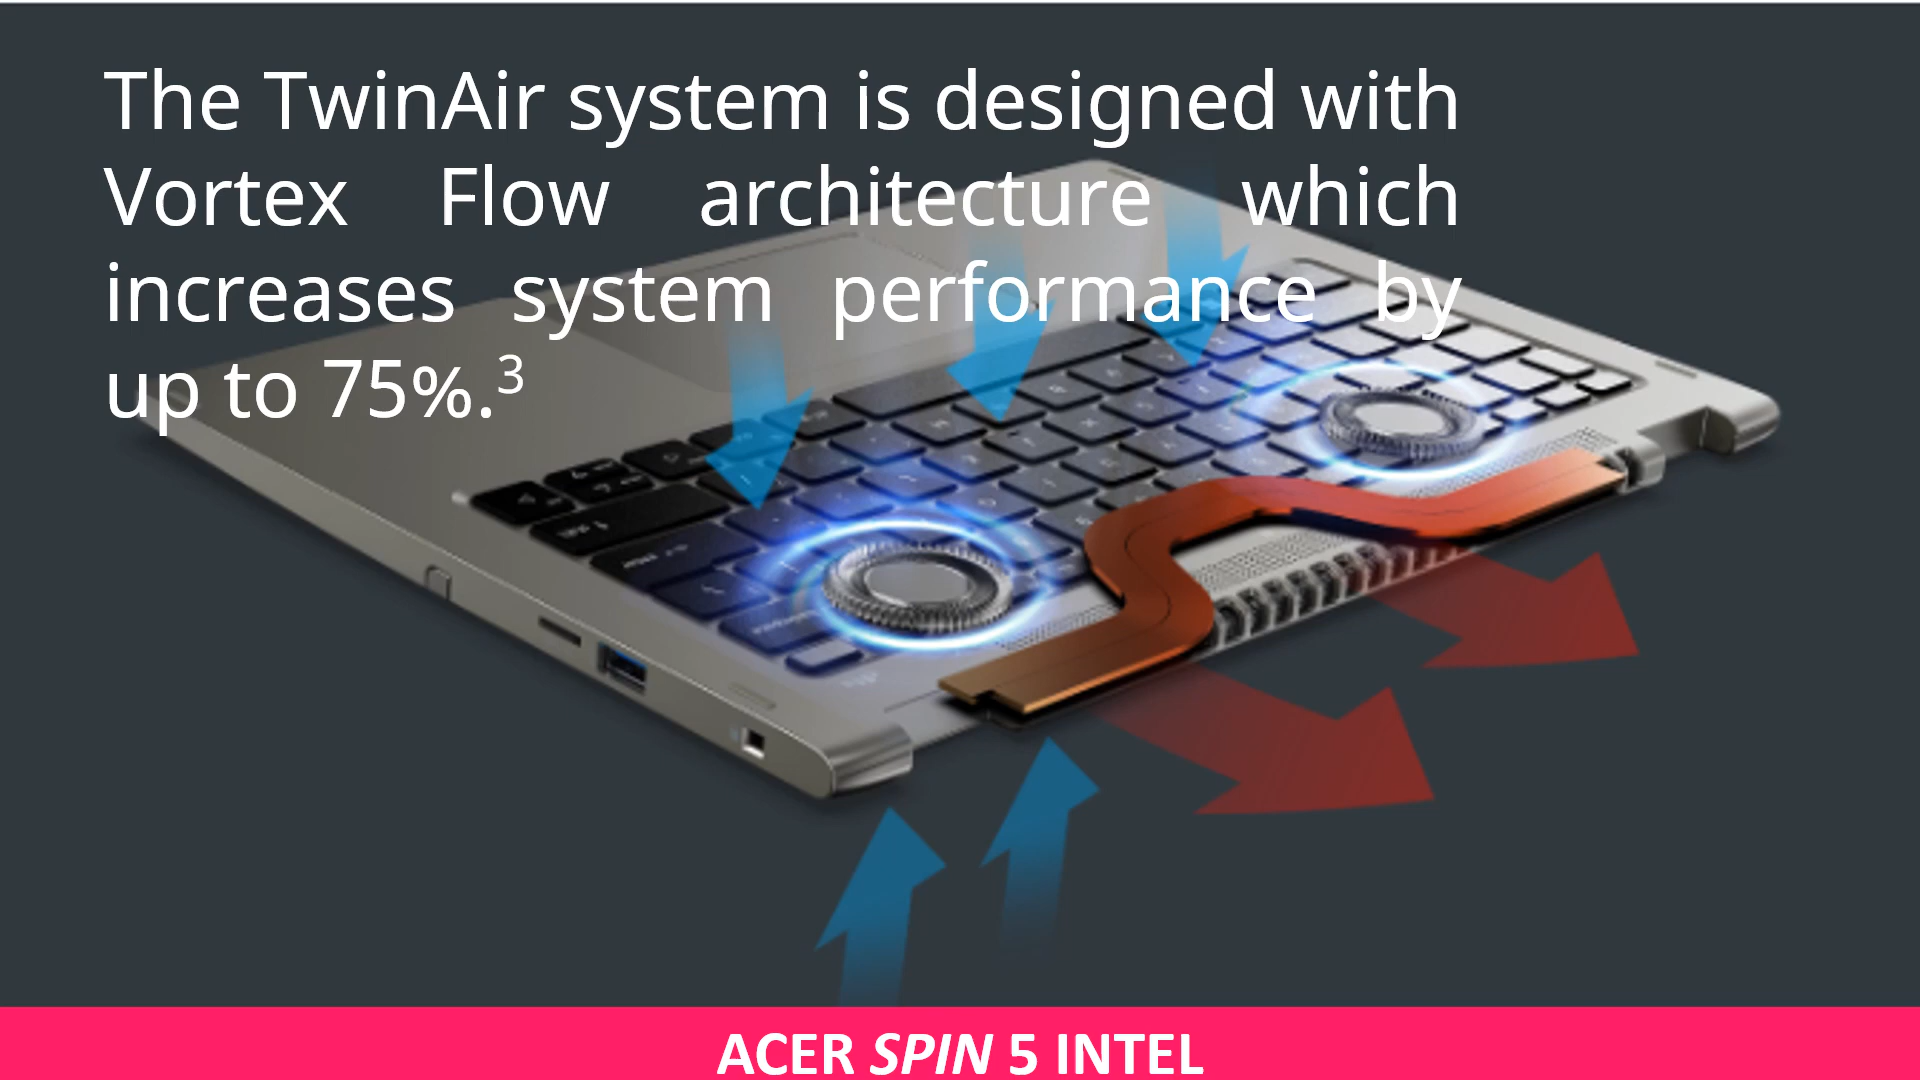 The TwinAir system is designed with
Vortex Flow architecture which
increases system performance by
up to 75%.³
ACER SPIN 5 INTEL